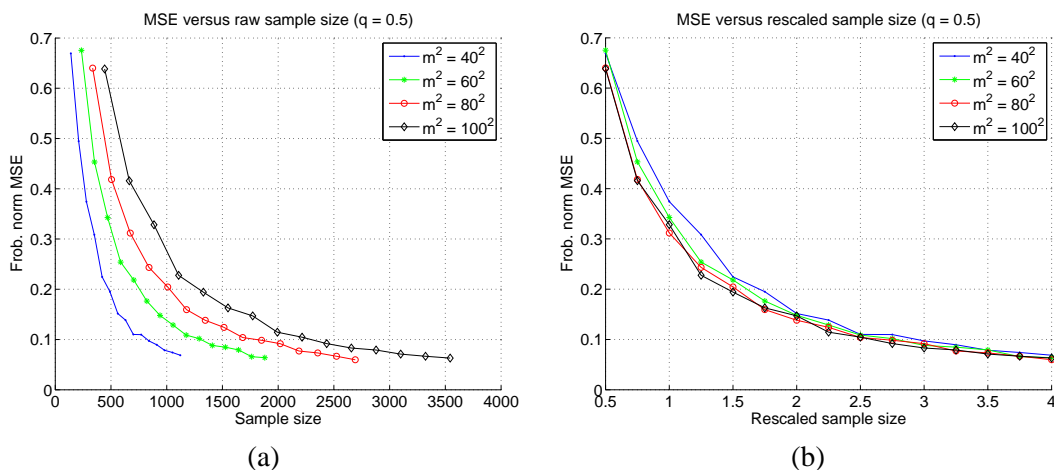 MSE versus raw sample size (q = 0.5)
0.7
0.6
0.5
0.4
0.3
0.2
0.1
0
Frob. norm MSE
m² = 40²
m² = 60²
m² = 80²
m² = 100²
0 500 1000 1500 2000 2500 3000 3500 4000
Sample size
(a)
MSE versus rescaled sample size (q = 0.5)
0.7
0.6
0.5
0.4
0.3
0.2
0.1
0
Frob. norm MSE
m² = 40²
m² = 60²
m² = 80²
m² = 100²
0.5 1 1.5 2 2.5 3 3.5 4
Rescaled sample size
(b)